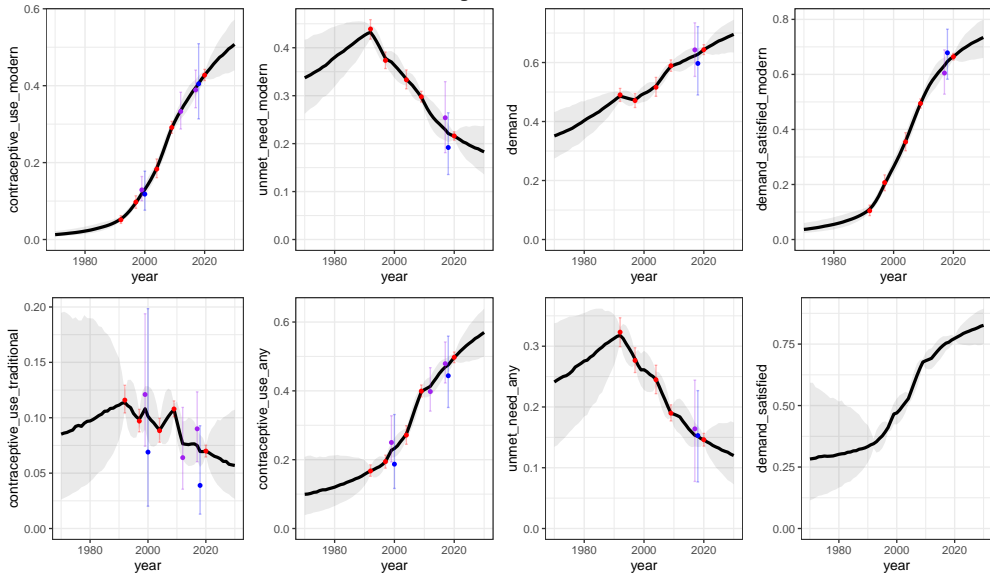 contraceptive_use_modern
0.6
0.4
0.2
0.0
1980 2000 2020
year
unmet_need_modern
0.4
0.3
0.2
0.1
0.0
1980 2000 2020
year
demand
0.6
0.4
0.2
0.0
1980 2000 2020
year
demand_satisfied_modern
0.8
0.6
0.4
0.2
0.0
1980 2000 2020
year
contraceptive_use_traditional
0.20
0.15
0.10
0.05
0.00
1980 2000 2020
year
contraceptive_use_any
0.6
0.4
0.2
0.0
1980 2000 2020
year
unmet_need_any
0.3
0.2
0.1
0.0
1980 2000 2020
year
demand_satisfied
0.75
0.50
0.25
0.00
1980 2000 2020
year